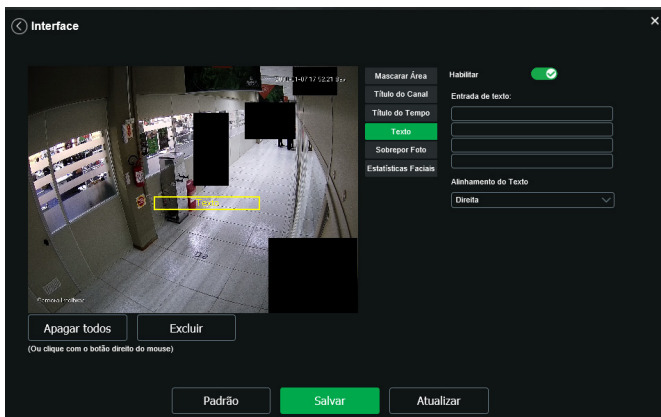 Interface
Mascarar Área
Título do Canal
Título do Tempo
Texto
Sobrepor Foto
Estatísticas Faciais
Habilitar
Entrada de texto:
Alinhamento do Texto
Direita
Apagar todos
Excluir
(Ou clique com o botão direito do mouse)
Padrão
Salvar
Atualizar